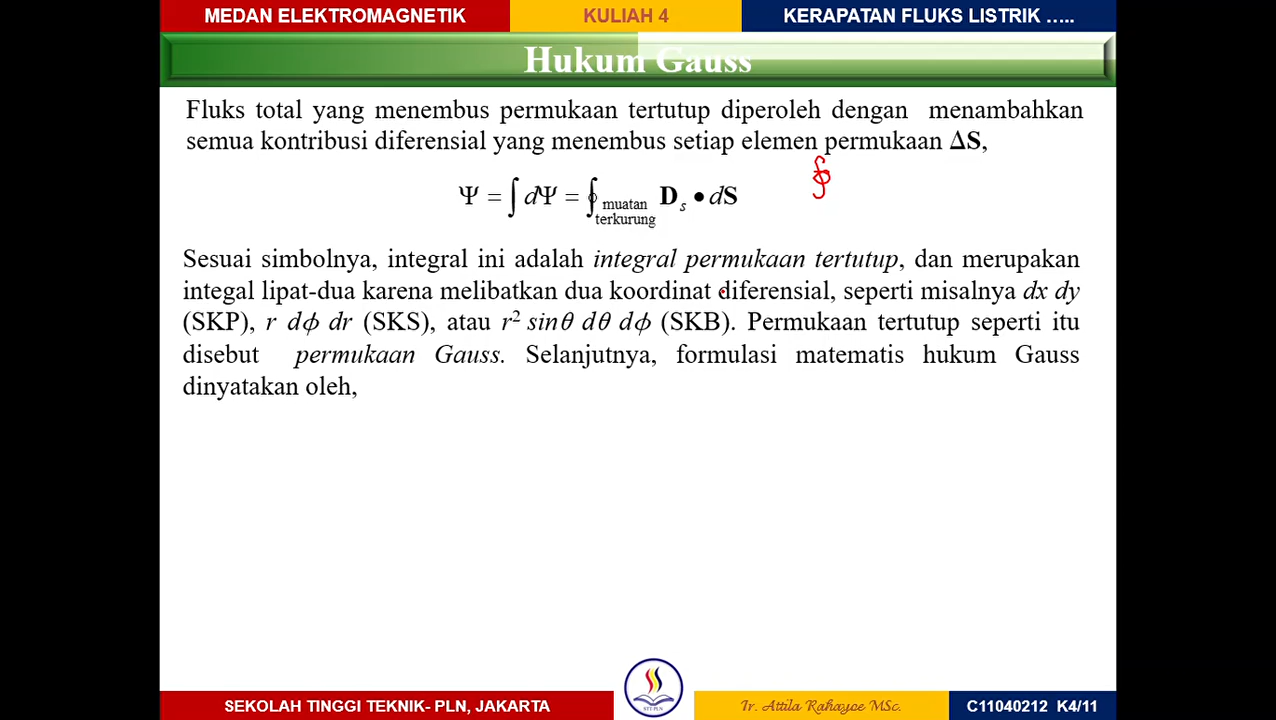 MEDAN ELEKTROMAGNETIK KULIAH 4 KERAPATAN FLUKS LISTRIK …..
Hukum Gauss
Fluks total yang menembus permukaan tertutup diperoleh dengan menambahkan
semua kontribusi diferensial yang menembus setiap elemen permukaan ΔS,
Ψ = ∫ dΨ = ∮ muatan terkurung D_s • dS ∮
Sesuai simbolnya, integral ini adalah integral permukaan tertutup, dan merupakan
integal lipat-dua karena melibatkan dua koordinat diferensial, seperti misalnya dx dy
(SKP), r dϕ dr (SKS), atau r² sinθ dθ dϕ (SKB). Permukaan tertutup seperti itu
disebut permukaan Gauss. Selanjutnya, formulasi matematis hukum Gauss
dinyatakan oleh,
STT PLN
SEKOLAH TINGGI TEKNIK- PLN, JAKARTA Ir. Attila Rahayoe MSc. C11040212 K4/11